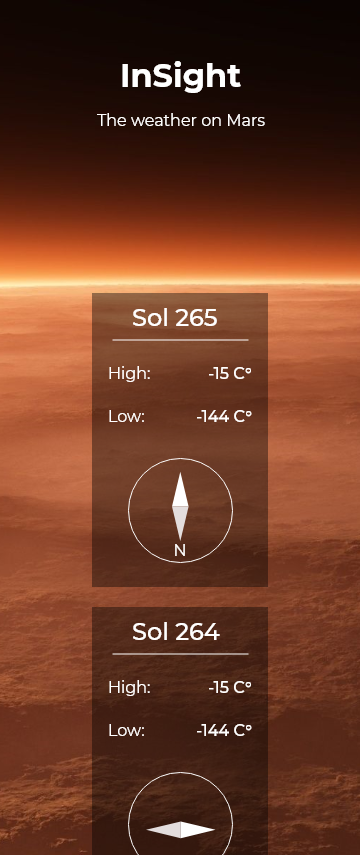 InSight
The weather on Mars
Sol 265
High: -15 C°
Low: -144 C°
N
Sol 264
High: -15 C°
Low: -144 C°